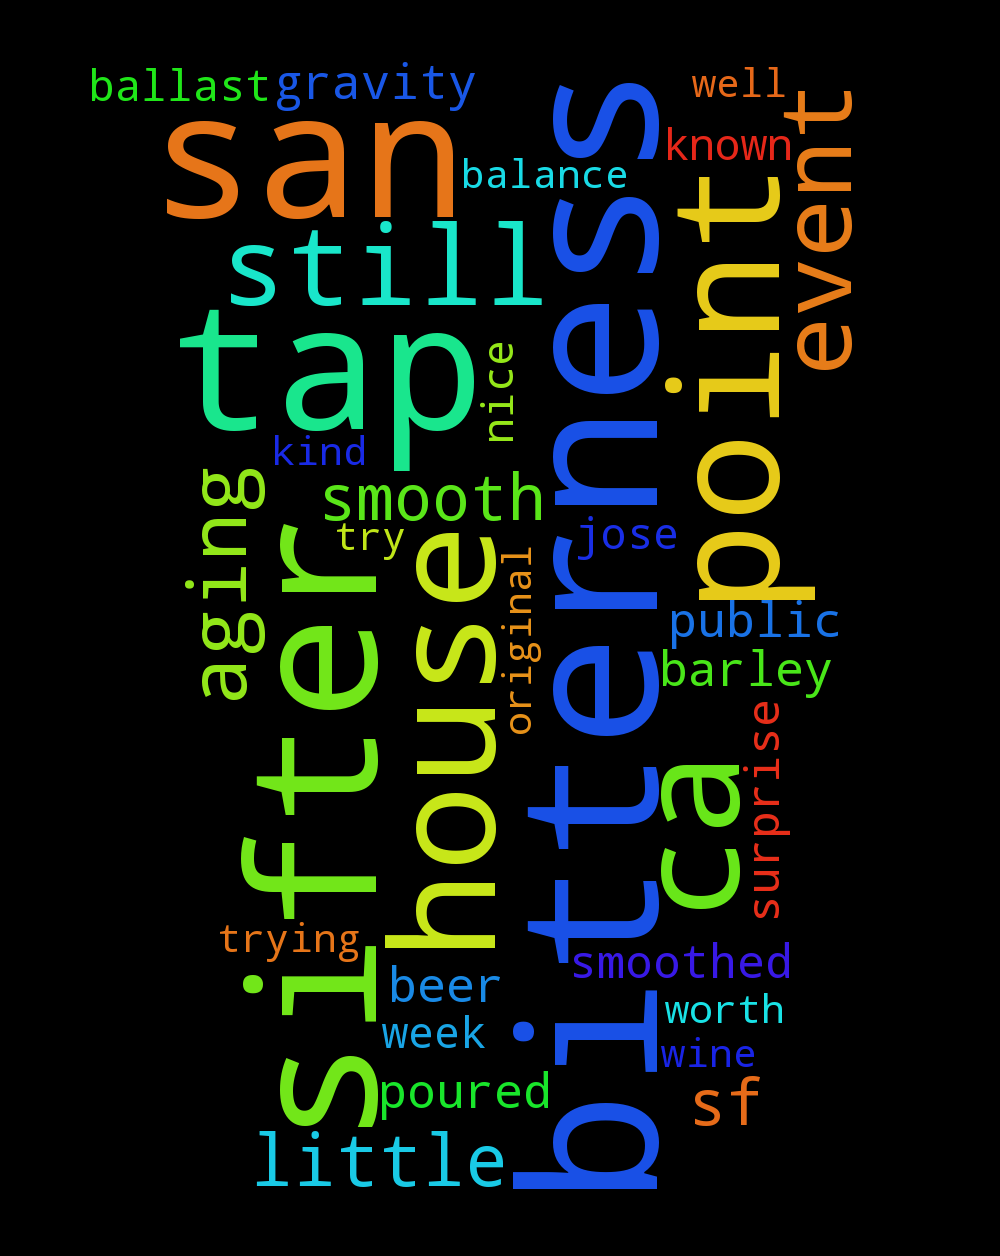 ballast
gravity
well
san
known
event
balance
still
point
tap
nice
bitterness
kind
aging
smooth
try
jose
sifter
house
original
public
barley
surprise
ca
trying
smoothed
beer
worth
week
wine
poured
sf
little